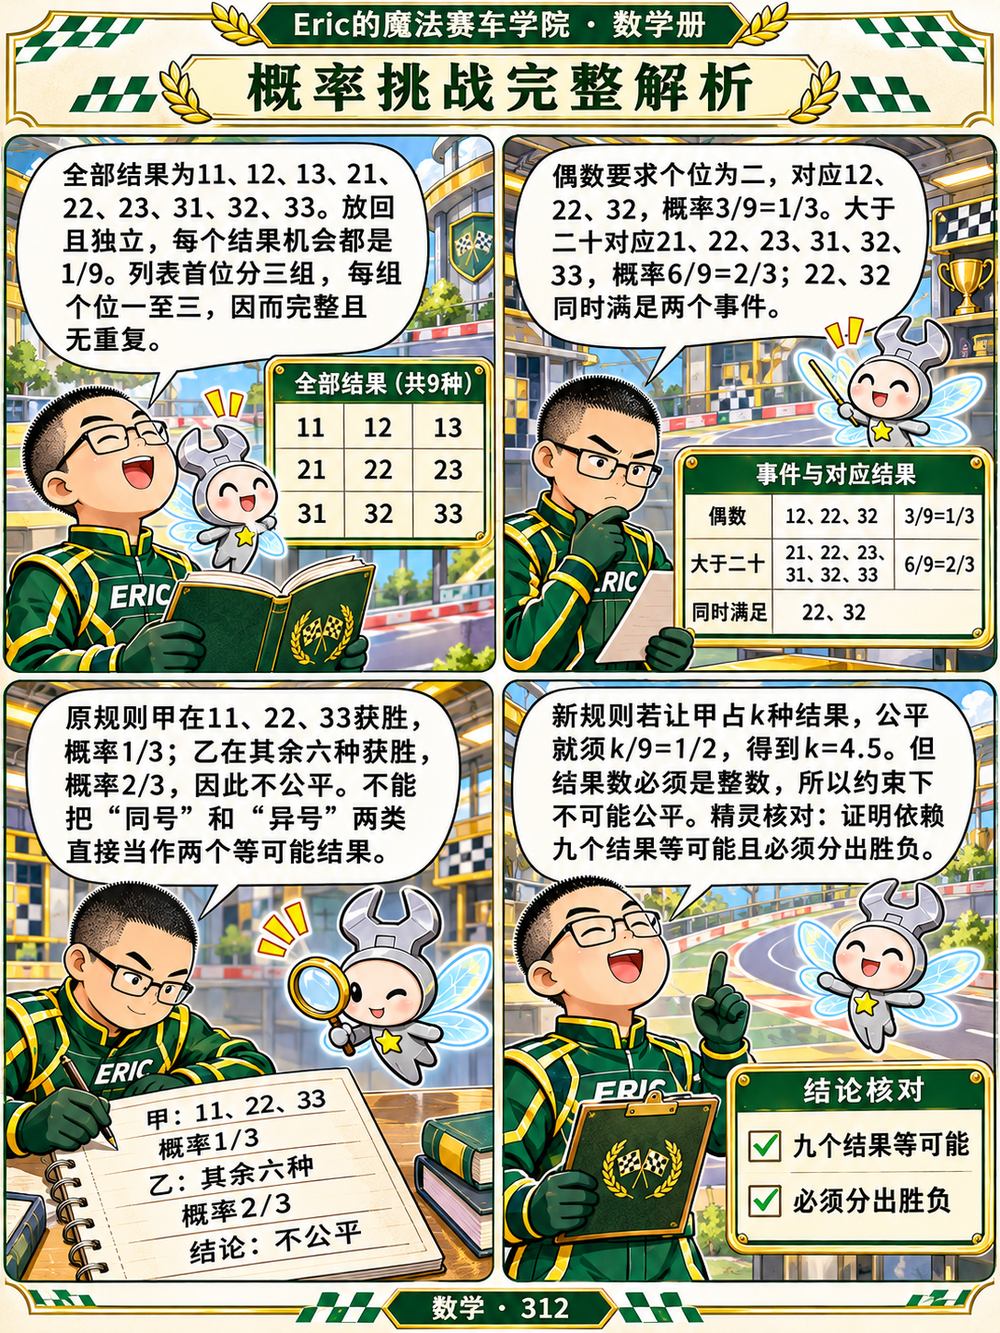 Eric的魔法赛车学院 · 数学册
概率挑战完整解析
全部结果为11、12、13、21、
22、23、31、32、33。放回
且独立，每个结果机会都是
1/9。列表首位分三组，每组
个位一至三，因而完整且
无重复。
全部结果（共9种）
11 12 13
21 22 23
31 32 33
ERIC
偶数要求个位为二，对应12、
22、32，概率3/9=1/3。大于
二十对应21、22、23、31、32、
33，概率6/9=2/3；22、32
同时满足两个事件。
事件与对应结果
偶数 12、22、32 3/9=1/3
大于二十 21、22、23、31、32、33 6/9=2/3
同时满足 22、32
ERIC
原规则甲在11、22、33获胜，
概率1/3；乙在其余六种获胜，
概率2/3，因此不公平。不能
把“同号”和“异号”两类
直接当作两个等可能结果。
ERIC
甲：11、22、33
概率1/3
乙：其余六种
概率2/3
结论：不公平
新规则若让甲占k种结果，公平
就须k/9=1/2，得到k=4.5。但
结果数必须是整数，所以约束下
不可能公平。精灵核对：证明依赖
九个结果等可能且必须分出胜负。
ERIC
结论核对
九个结果等可能
必须分出胜负
数学 · 312